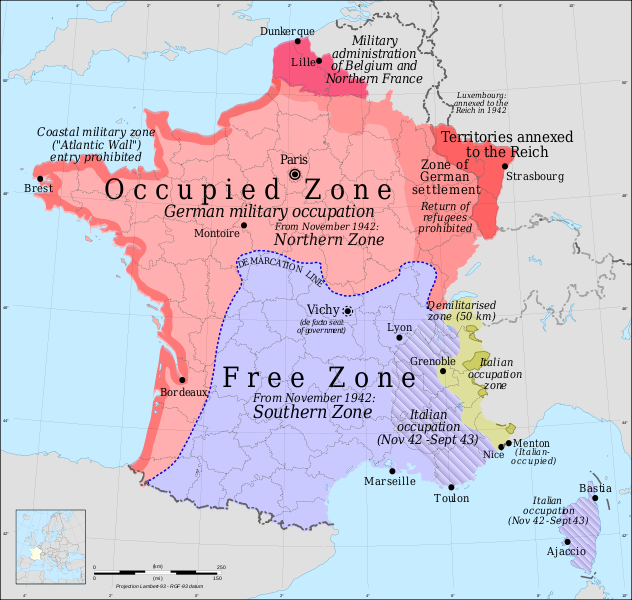 Dunkerque
Lille
Military
administration
of Belgium and
Northern France
Luxembourg:
annexed to the
Reich in 1942
Coastal military zone
("Atlantic Wall")
entry prohibited
Territories annexed
to the Reich
Zone of
German
settlement
Return of
refugees
prohibited
Strasbourg
Paris
Brest
Occupied Zone
German military occupation
From November 1942:
Northern Zone
Montoire
DEMARCATION LINE
Vichy
(de facto seat
of government)
Demilitarised
zone (50 km)
Lyon
Grenoble
Italian
occupation
zone
Free Zone
From November 1942:
Southern Zone
Bordeaux
Italian
occupation
(Nov 42 -Sept 43)
Menton
(Italian-
occupied)
Nice
Marseille
Toulon
Bastia
Italian
occupation
(Nov 42 -Sept 43)
Ajaccio
0 (km) 250
0 (mi) 150
Projection Lambert-93 - RGF-93 datum